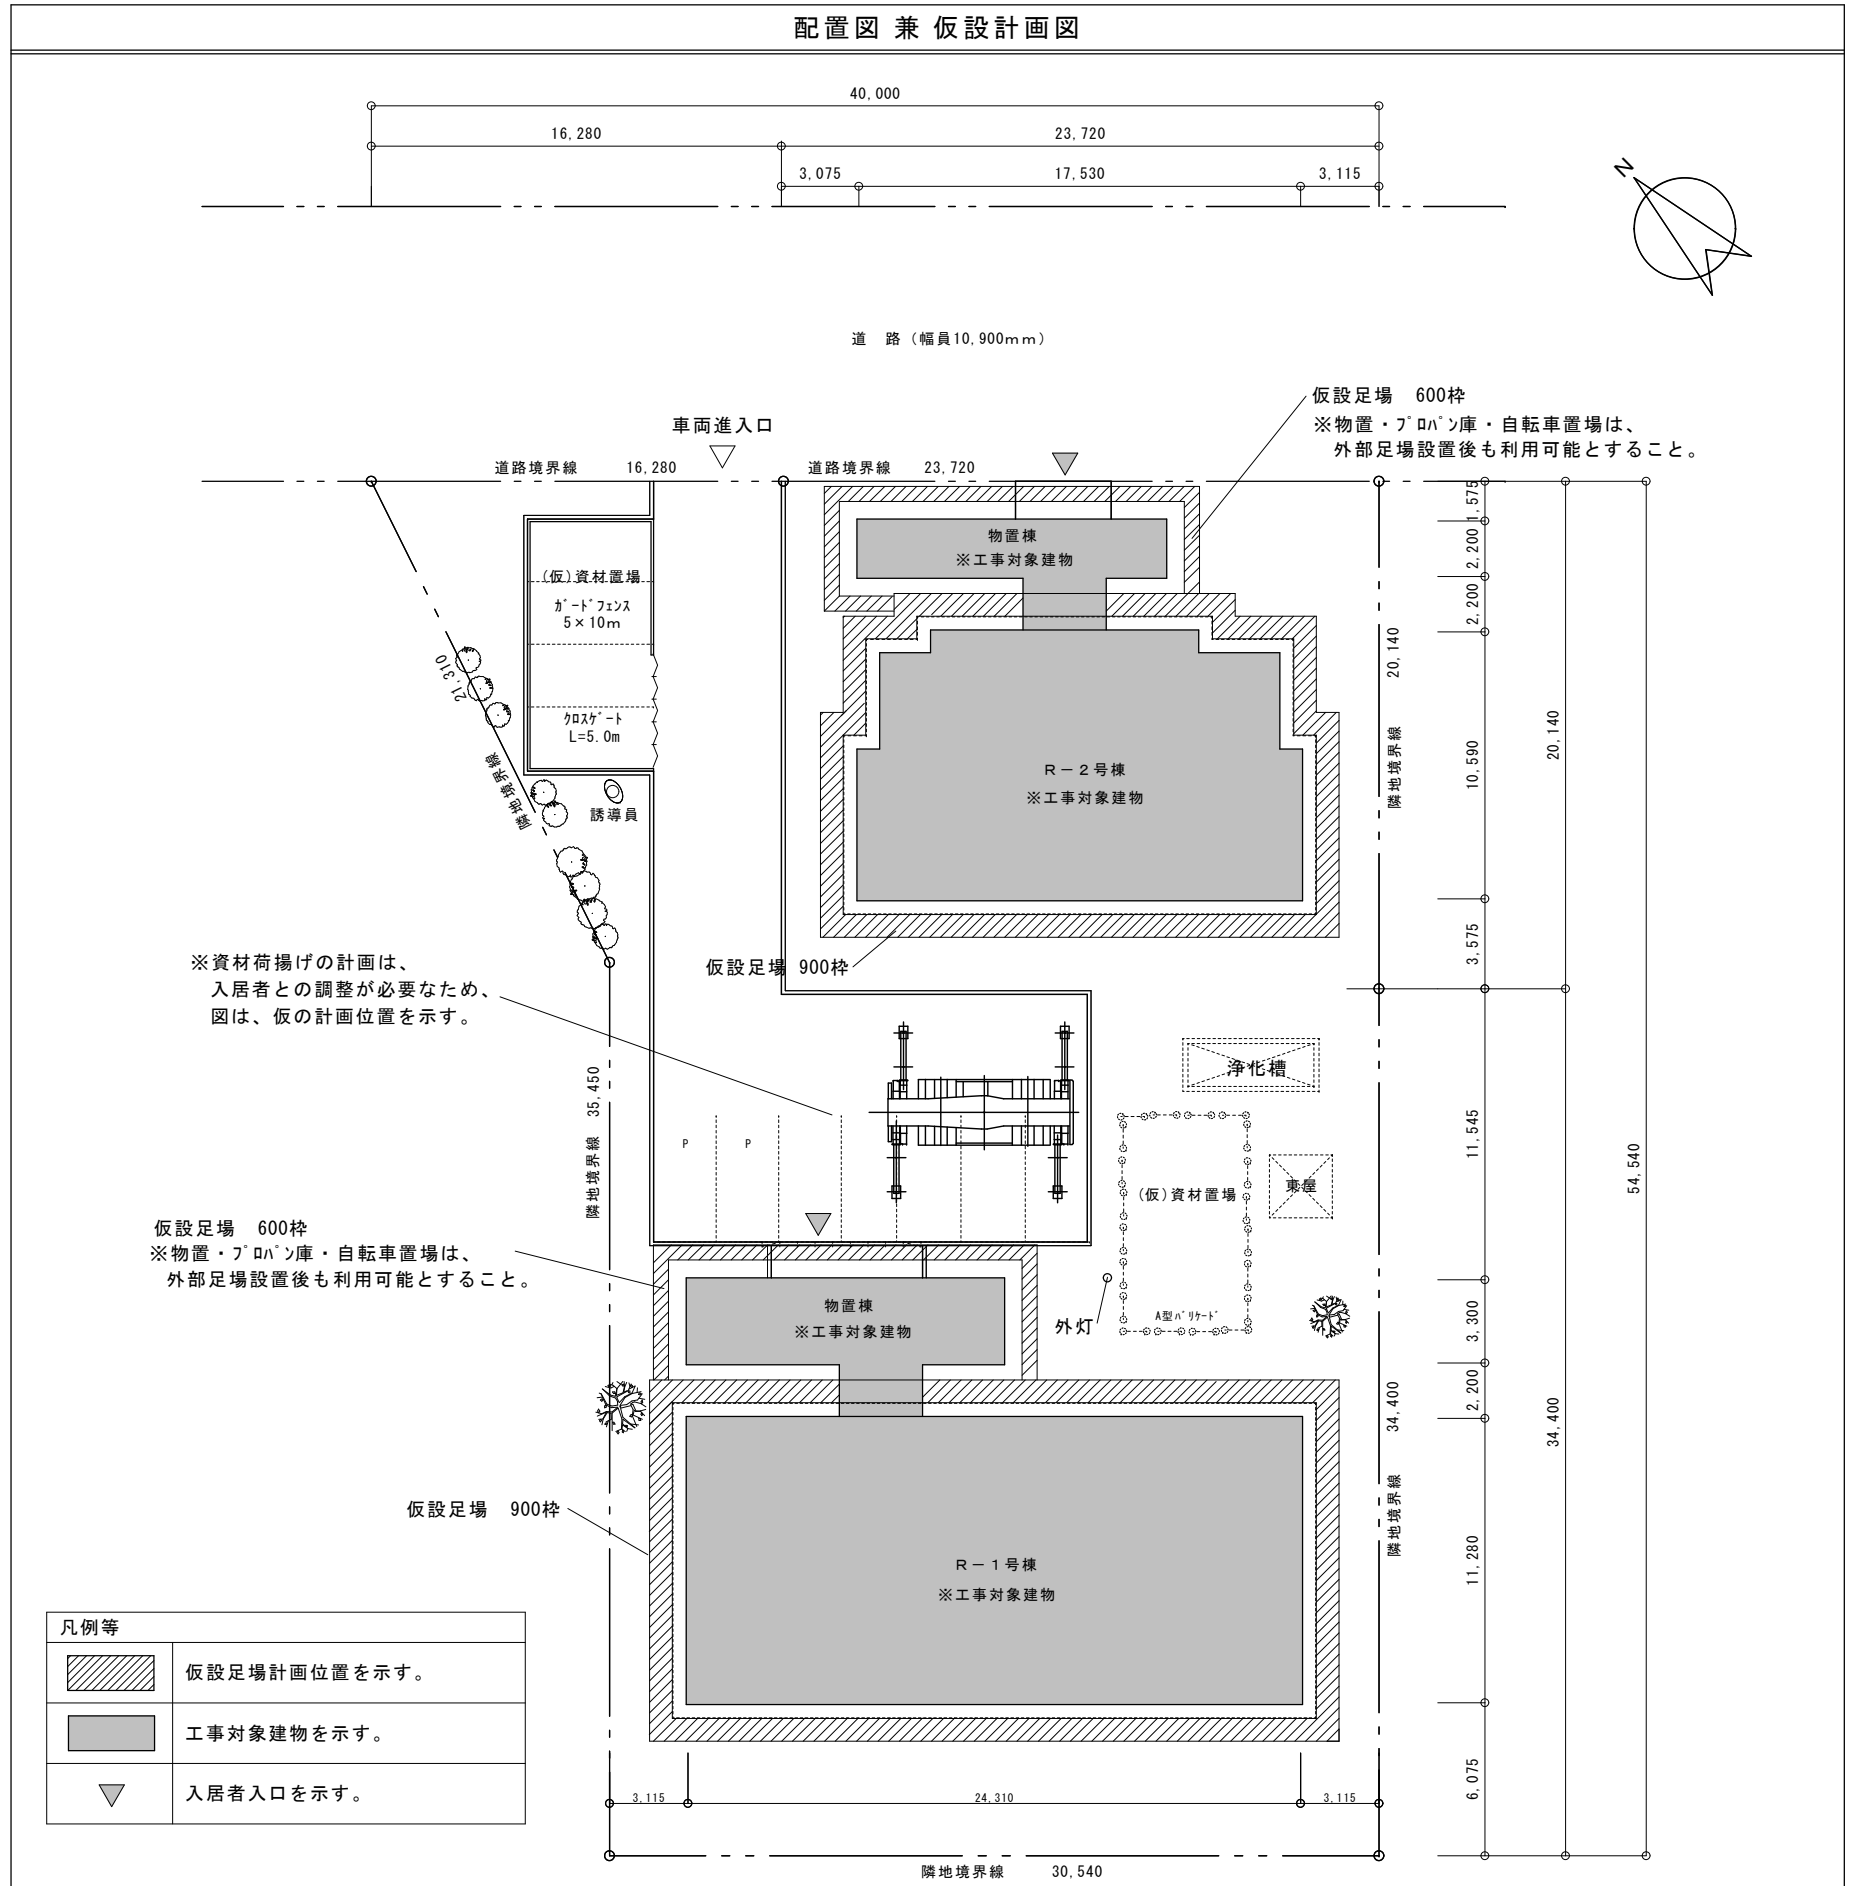 配置図 兼 仮設計画図
40,000
16,280
23,720
3,075
17,530
3,115
N
道　路（幅員10,900mm）
仮設足場　600枠
※物置・ﾌﾟﾛﾊﾟﾝ庫・自転車置場は、
外部足場設置後も利用可能とすること。
車両進入口
道路境界線　16,280
道路境界線　23,720
物置棟
※工事対象建物
(仮)資材置場
ｶﾞｰﾄﾞﾌｪﾝｽ
5×10m
ｸﾛｽｹﾞｰﾄ
L=5.0m
21,310
隣地境界線
誘導員
R－2号棟
※工事対象建物
仮設足場 900枠
隣地境界線　20,140
1,575
2,200
2,200
10,590
3,575
20,140
54,540
※資材荷揚げの計画は、
入居者との調整が必要なため、
図は、仮の計画位置を示す。
隣地境界線　35,450
P
P
浄化槽
(仮)資材置場
東屋
A型ﾊﾞﾘｹｰﾄﾞ
外灯
11,545
3,300
2,200
11,280
6,075
34,400
仮設足場　600枠
※物置・ﾌﾟﾛﾊﾟﾝ庫・自転車置場は、
外部足場設置後も利用可能とすること。
物置棟
※工事対象建物
隣地境界線　34,400
仮設足場　900枠
R－1号棟
※工事対象建物
凡例等
仮設足場計画位置を示す。
工事対象建物を示す。
入居者入口を示す。
3,115
24,310
3,115
隣地境界線　30,540